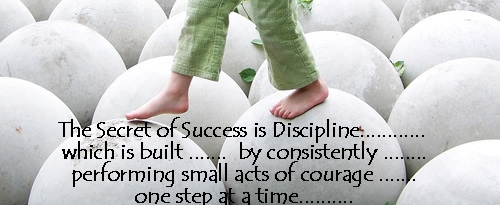 The Secret of Success is Discipline............
which is built ....... by consistently ........
performing small acts of courage .......
one step at a time..........